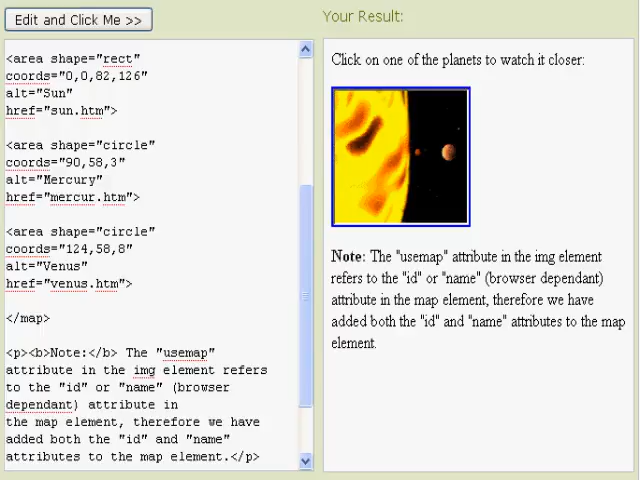 Edit and Click Me >>
<area shape="rect"
coords="0,0,82,126"
alt="Sun"
href="sun.htm">
<area shape="circle"
coords="90,58,3"
alt="Mercury"
href="mercur.htm">
<area shape="circle"
coords="124,58,8"
alt="Venus"
href="venus.htm">
</map>
<p><b>Note:</b> The "usemap"
attribute in the img element refers
to the "id" or "name" (browser
dependant) attribute in
the map element, therefore we have
added both the "id" and "name"
attributes to the map element.</p>
Your Result:
Click on one of the planets to watch it closer:
Note: The "usemap" attribute in the img element
refers to the "id" or "name" (browser dependant)
attribute in the map element, therefore we have
added both the "id" and "name" attributes to the map
element.